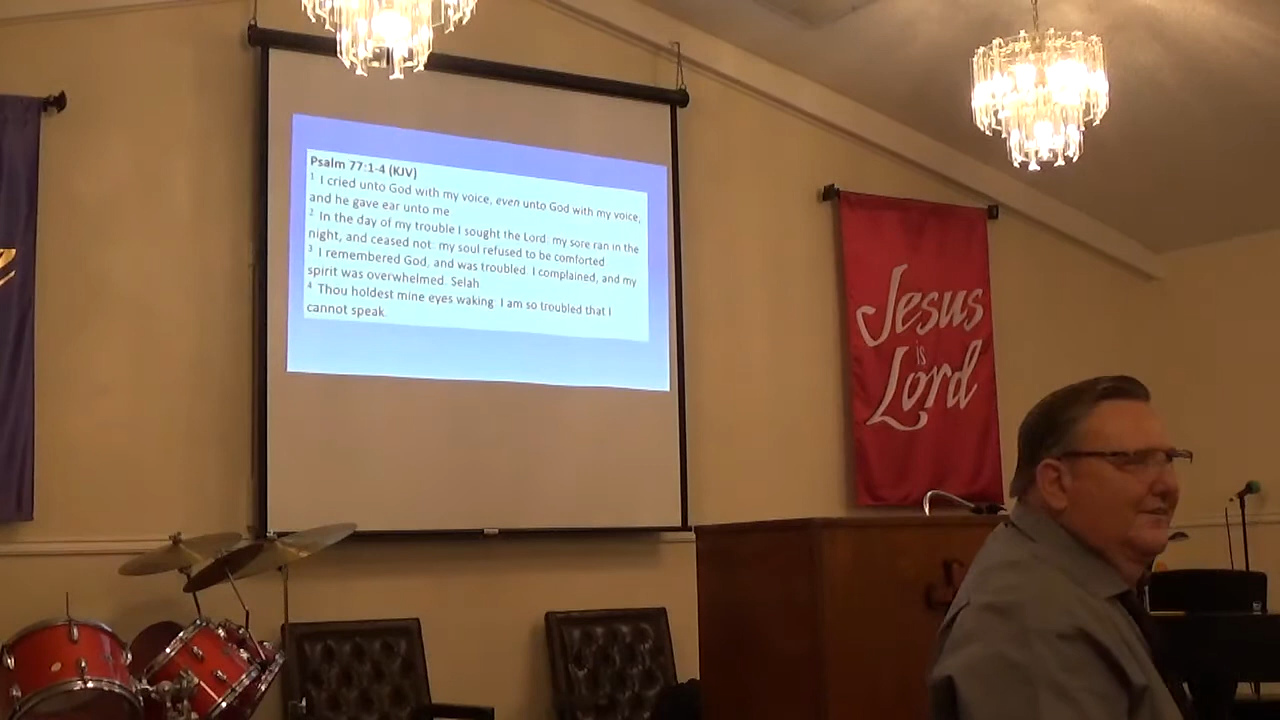 Psalm 77:1-4 (KJV)
1 I cried unto God with my voice, even unto God with my voice;
and he gave ear unto me
2 In the day of my trouble I sought the Lord: my sore ran in the
night, and ceased not: my soul refused to be comforted
3 I remembered God, and was troubled: I complained, and my
spirit was overwhelmed. Selah
4 Thou holdest mine eyes waking: I am so troubled that I
cannot speak.
Jesus
is
Lord